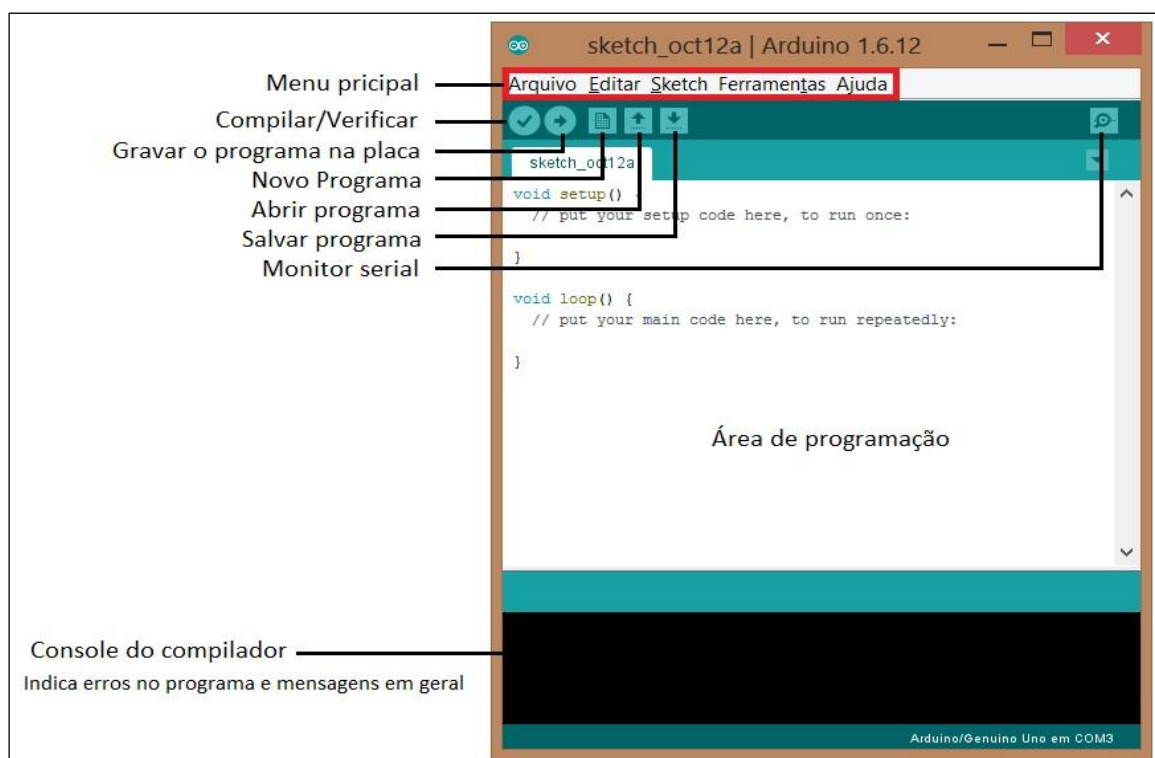 sketch_oct12a | Arduino 1.6.12
Menu pricipal
Arquivo Editar Sketch Ferramentas Ajuda
Compilar/Verificar
Gravar o programa na placa
Novo Programa
Abrir programa
Salvar programa
Monitor serial
sketch_oct12a
void setup() {
// put your setup code here, to run once:
}
void loop() {
// put your main code here, to run repeatedly:
}
Área de programação
Console do compilador
Indica erros no programa e mensagens em geral
Arduino/Genuino Uno em COM3